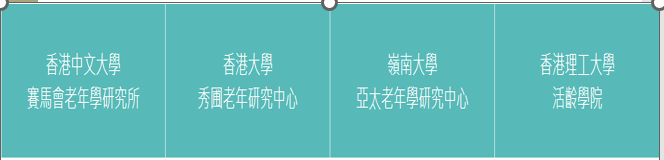 香港中文大學
賽馬會老年學研究所
香港大學
秀圃老年研究中心
嶺南大學
亞太老年學研究中心
香港理工大學
活齡學院